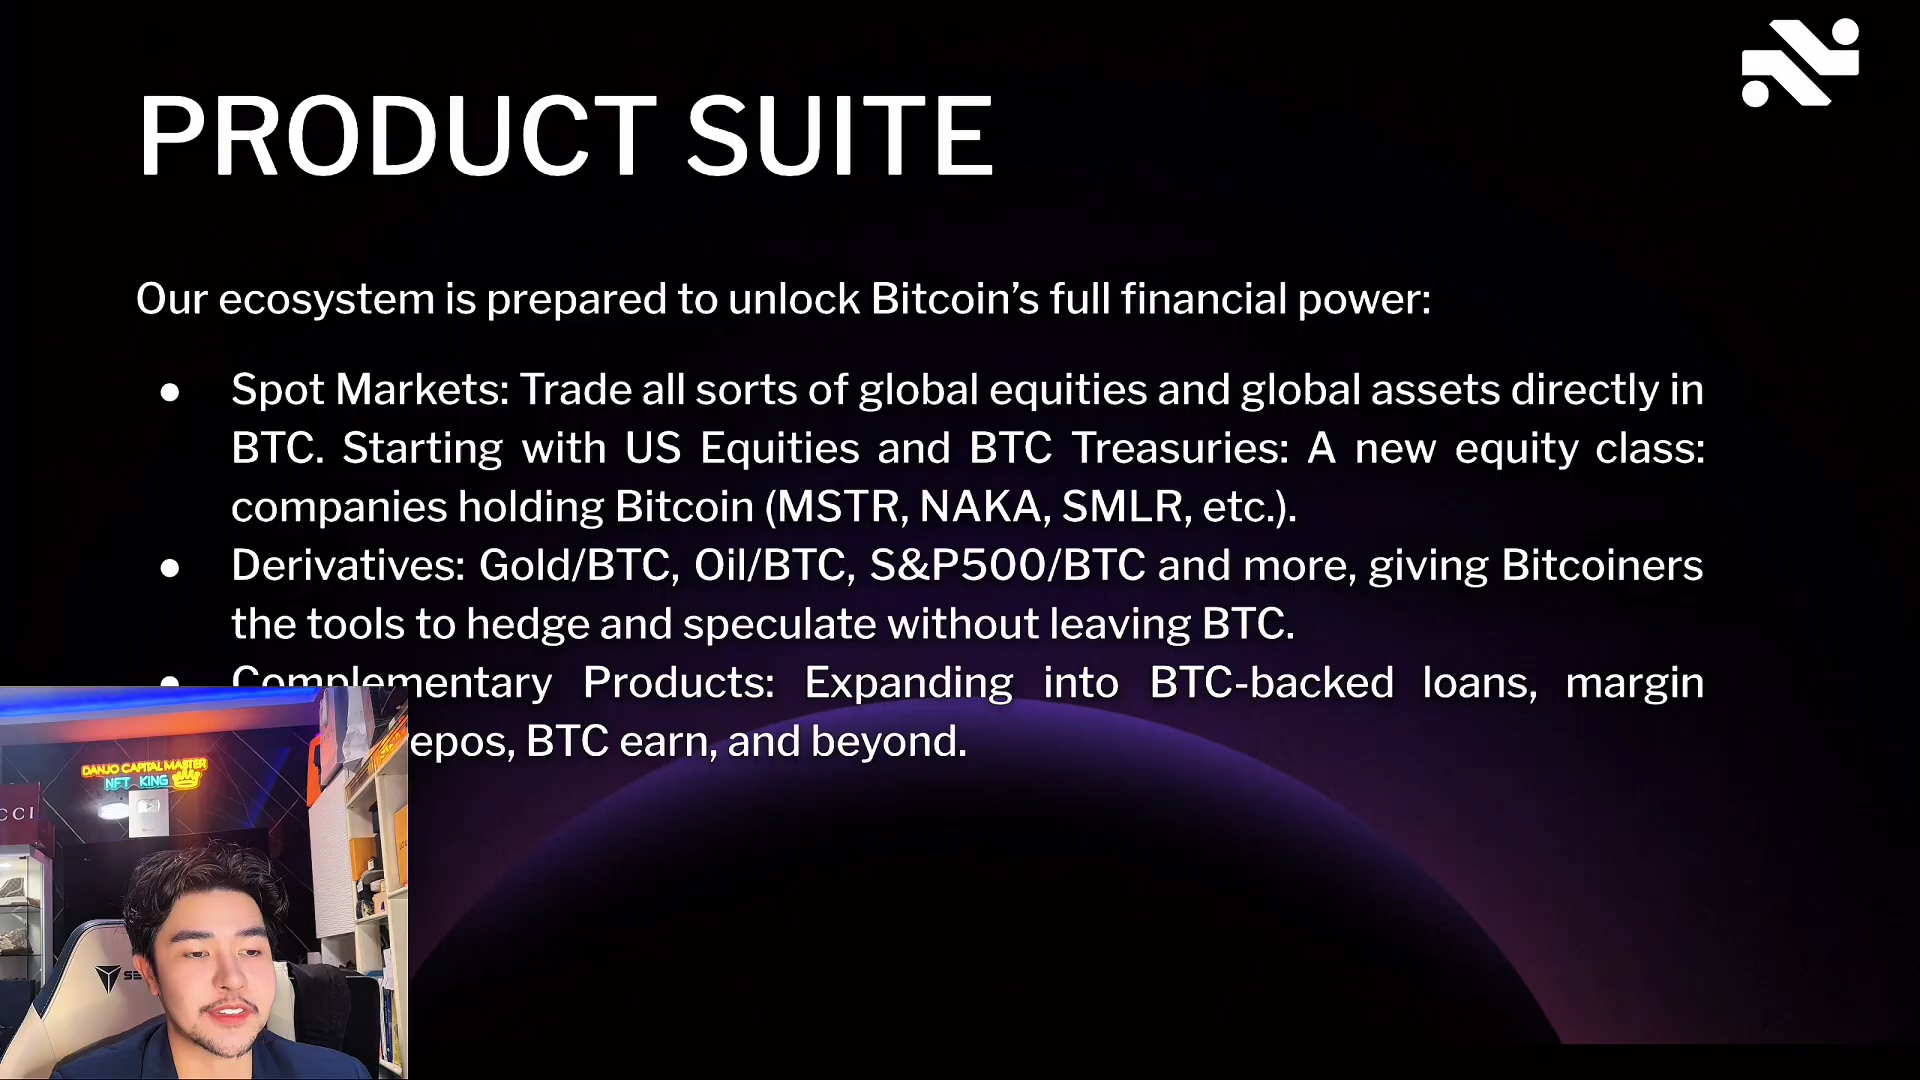 PRODUCT SUITE
Our ecosystem is prepared to unlock Bitcoin’s full financial power:
● Spot Markets: Trade all sorts of global equities and global assets directly in
BTC. Starting with US Equities and BTC Treasuries: A new equity class:
companies holding Bitcoin (MSTR, NAKA, SMLR, etc.).
● Derivatives: Gold/BTC, Oil/BTC, S&P500/BTC and more, giving Bitcoiners
the tools to hedge and speculate without leaving BTC.
● Complementary Products: Expanding into BTC-backed loans, margin
epos, BTC earn, and beyond.
DANJO CAPITAL MASTER
NFT KING
CCI
SE